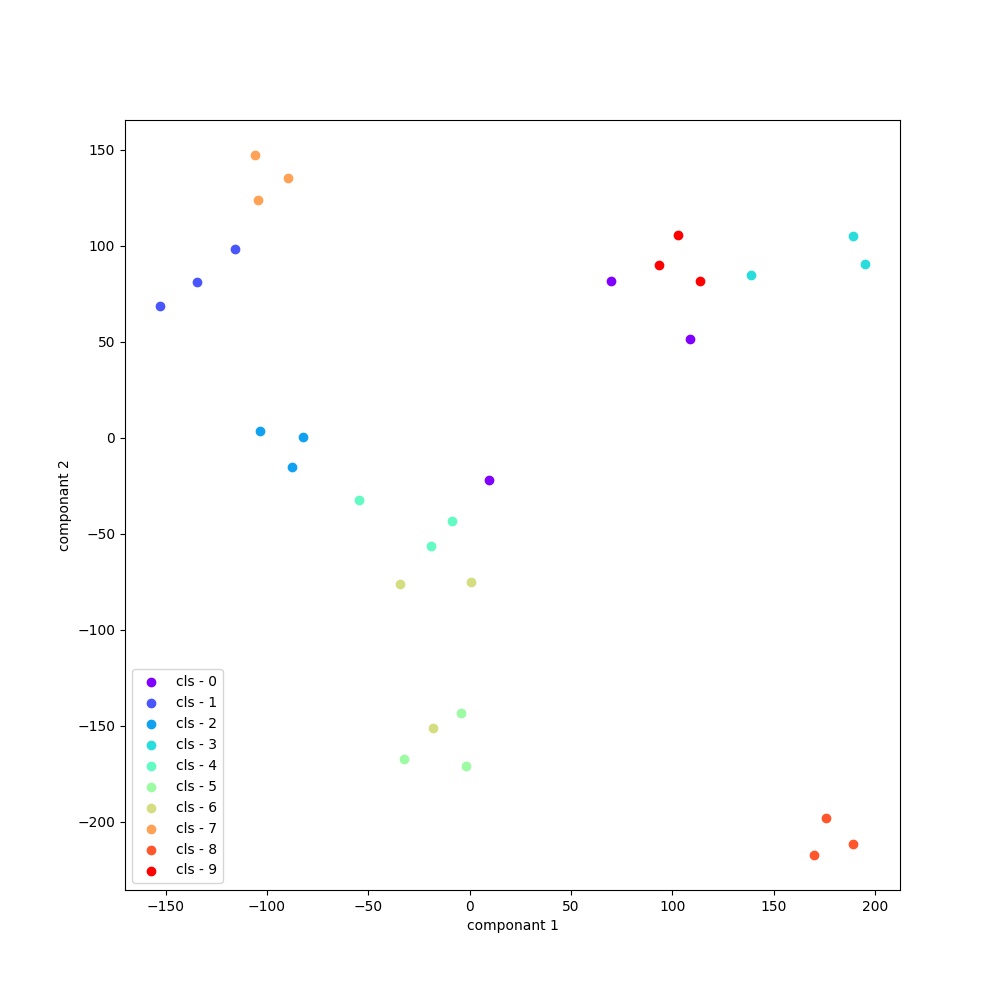 150
100
50
0
−50
−100
−150
−200
componant 2
cls - 0
cls - 1
cls - 2
cls - 3
cls - 4
cls - 5
cls - 6
cls - 7
cls - 8
cls - 9
−150 −100 −50 0 50 100 150 200
componant 1